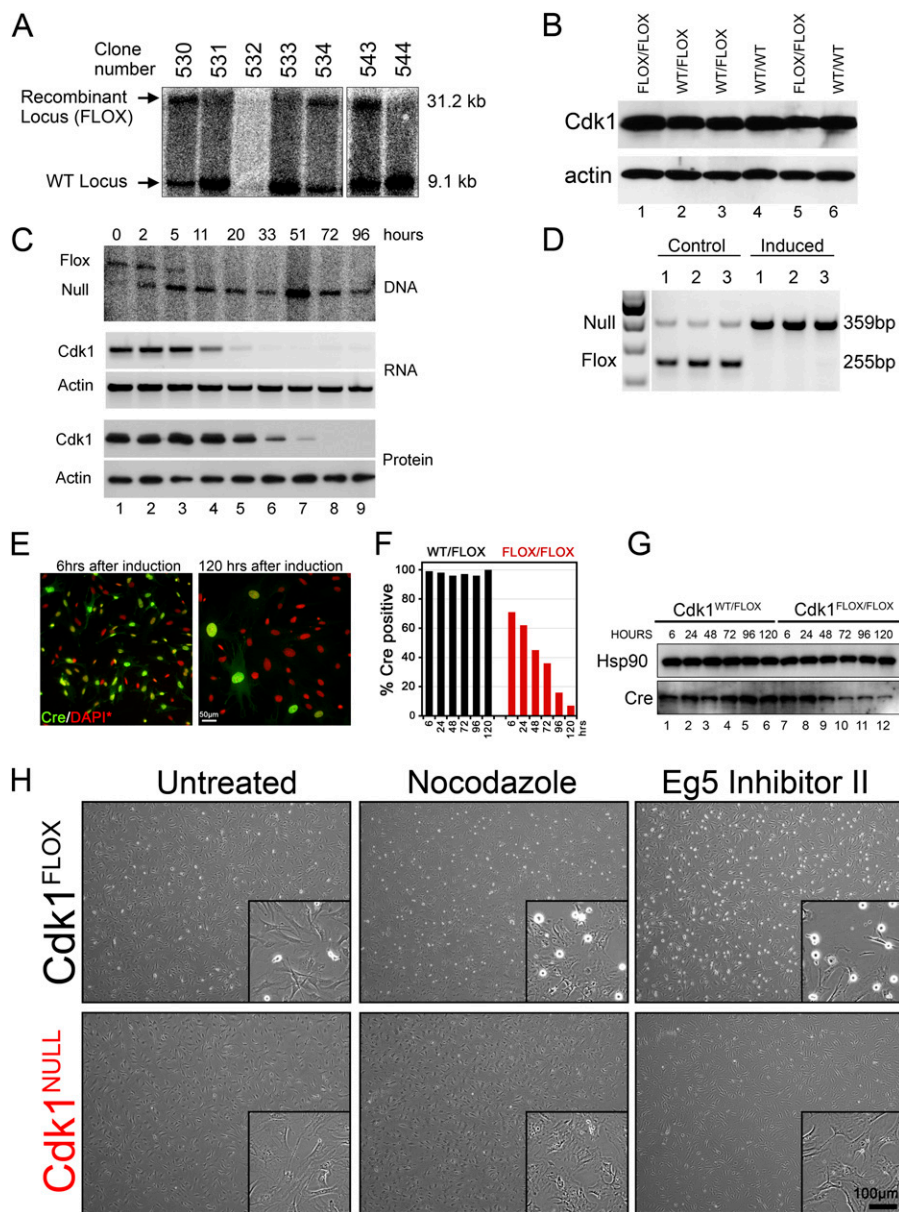 A
Clone number 530 531 532 533 534 543 544
Recombinant Locus (FLOX) 31.2 kb
WT Locus 9.1 kb
B
FLOX/FLOX WT/FLOX WT/FLOX WT/WT FLOX/FLOX WT/WT
Cdk1
actin
1 2 3 4 5 6
C
0 2 5 11 20 33 51 72 96 hours
Flox
Null
DNA
Cdk1
Actin
RNA
Cdk1
Actin
Protein
1 2 3 4 5 6 7 8 9
D
Control Induced
1 2 3 1 2 3
Null 359bp
Flox 255bp
E
6hrs after induction 120 hrs after induction
Cre/DAPI*
50µm
F
WT/FLOX FLOX/FLOX
% Cre positive
100
80
60
40
20
0
6 24 48 72 96 120 6 24 48 72 96 120 hrs
G
Cdk1WT/FLOX Cdk1FLOX/FLOX
HOURS 6 24 48 72 96 120 6 24 48 72 96 120
Hsp90
Cre
1 2 3 4 5 6 7 8 9 10 11 12
H
Untreated Nocodazole Eg5 Inhibitor II
Cdk1FLOX
Cdk1NULL
100µm